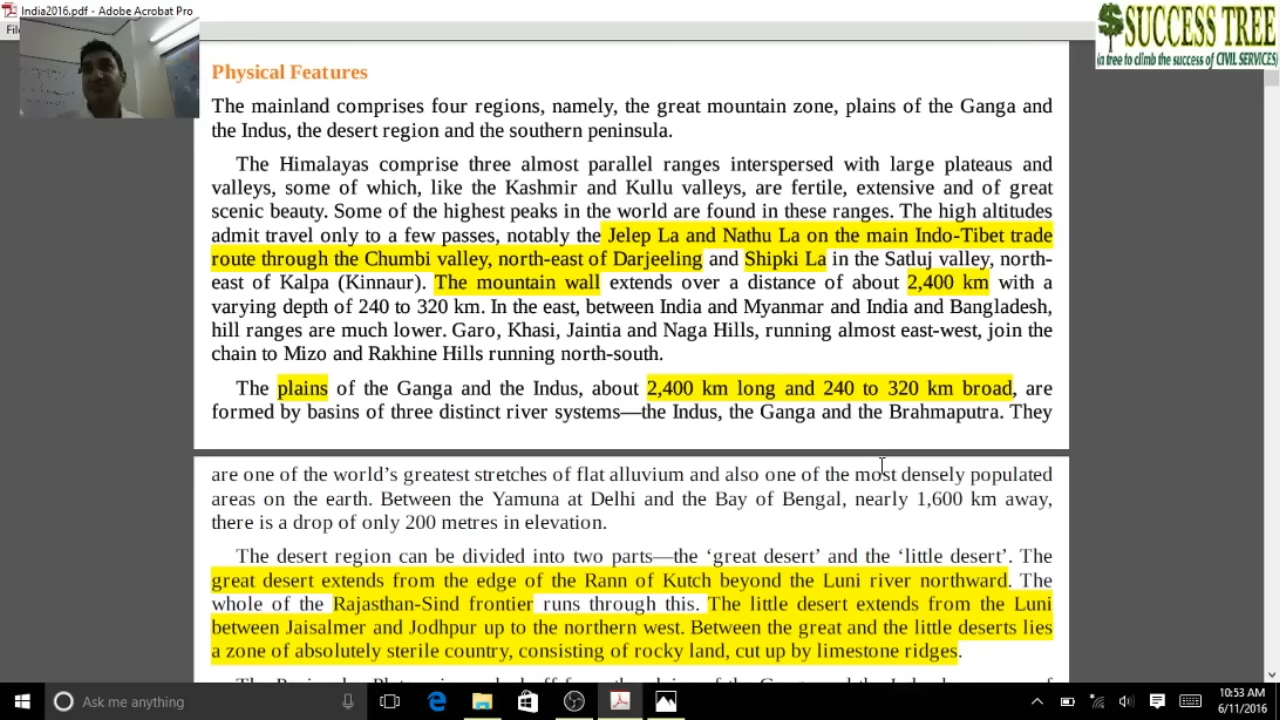 India2016.pdf - Adobe Acrobat Pro
SUCCESS TREE
(a tree to climb the success of CIVIL SERVICES)
Physical Features
The mainland comprises four regions, namely, the great mountain zone, plains of the Ganga and
the Indus, the desert region and the southern peninsula.
The Himalayas comprise three almost parallel ranges interspersed with large plateaus and
valleys, some of which, like the Kashmir and Kullu valleys, are fertile, extensive and of great
scenic beauty. Some of the highest peaks in the world are found in these ranges. The high altitudes
admit travel only to a few passes, notably the Jelep La and Nathu La on the main Indo-Tibet trade
route through the Chumbi valley, north-east of Darjeeling and Shipki La in the Satluj valley, north-
east of Kalpa (Kinnaur). The mountain wall extends over a distance of about 2,400 km with a
varying depth of 240 to 320 km. In the east, between India and Myanmar and India and Bangladesh,
hill ranges are much lower. Garo, Khasi, Jaintia and Naga Hills, running almost east-west, join the
chain to Mizo and Rakhine Hills running north-south.
The plains of the Ganga and the Indus, about 2,400 km long and 240 to 320 km broad, are
formed by basins of three distinct river systems—the Indus, the Ganga and the Brahmaputra. They
are one of the world's greatest stretches of flat alluvium and also one of the most densely populated
areas on the earth. Between the Yamuna at Delhi and the Bay of Bengal, nearly 1,600 km away,
there is a drop of only 200 metres in elevation.
The desert region can be divided into two parts—the 'great desert' and the 'little desert'. The
great desert extends from the edge of the Rann of Kutch beyond the Luni river northward. The
whole of the Rajasthan-Sind frontier runs through this. The little desert extends from the Luni
between Jaisalmer and Jodhpur up to the northern west. Between the great and the little deserts lies
a zone of absolutely sterile country, consisting of rocky land, cut up by limestone ridges.
Ask me anything
10:53 AM
6/11/2016